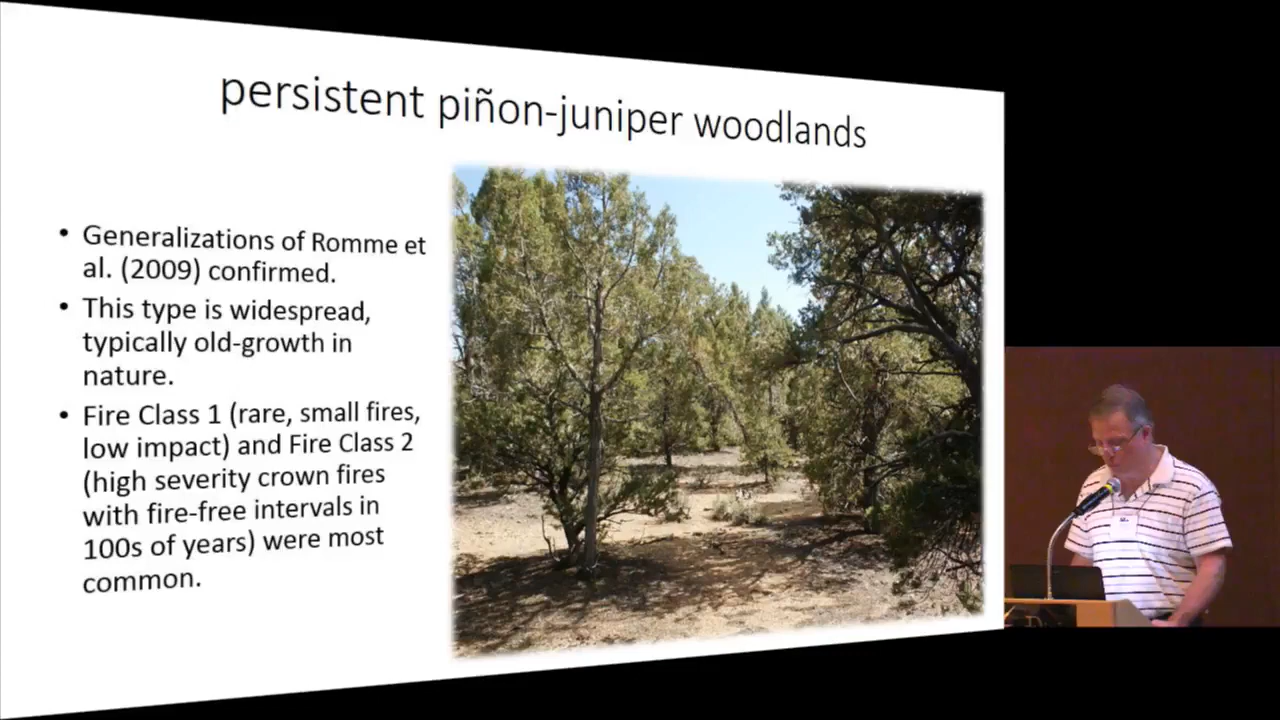 persistent piñon-juniper woodlands
• Generalizations of Romme et
al. (2009) confirmed.
• This type is widespread,
typically old-growth in
nature.
• Fire Class 1 (rare, small fires,
low impact) and Fire Class 2
(high severity crown fires
with fire-free intervals in
100s of years) were most
common.